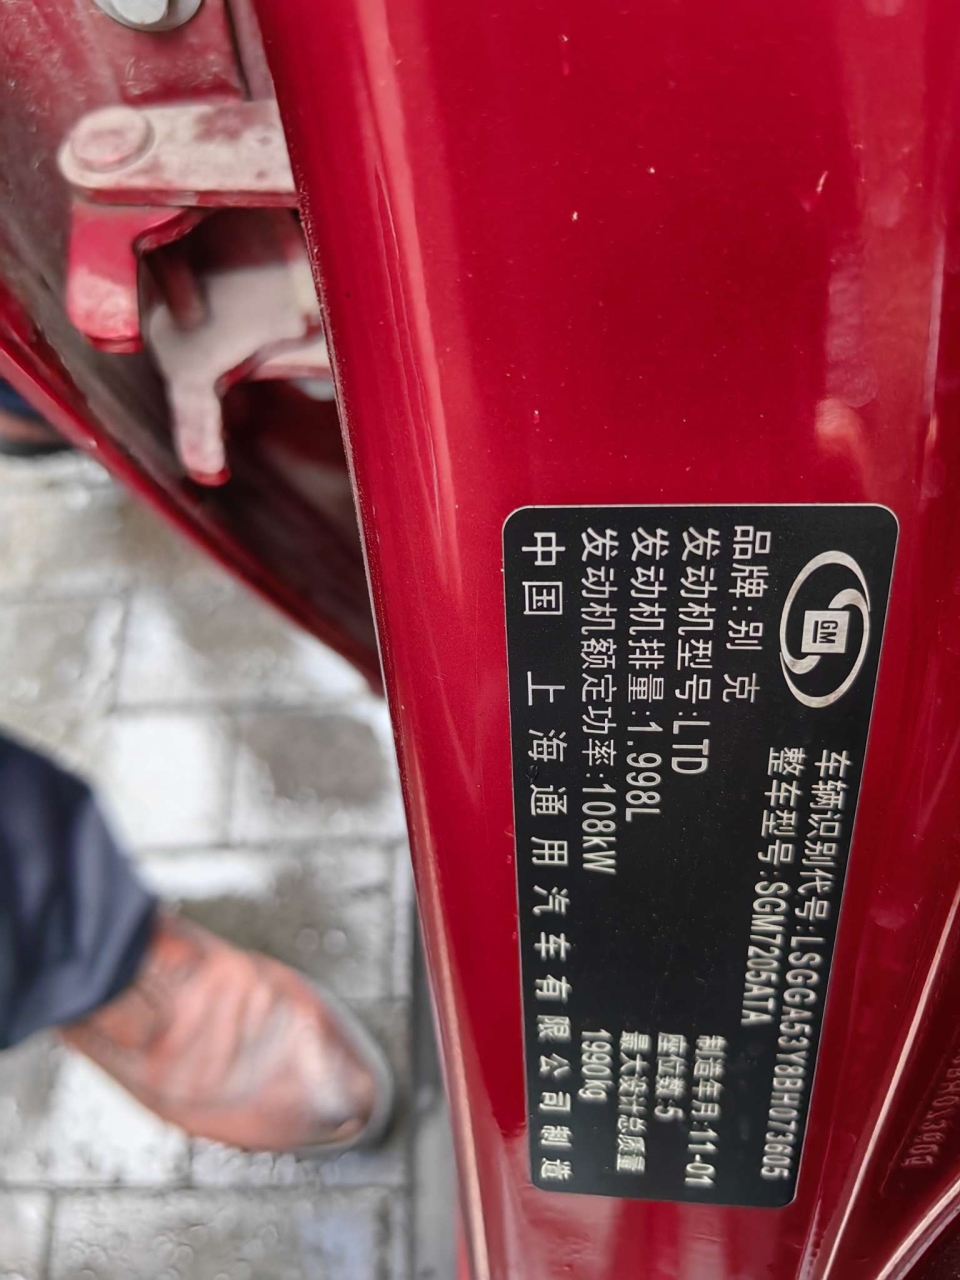 GM
车辆识别代号:LSGGA53Y8BH073605
品牌:别 克
整车型号:SGM7205ATA
发动机型号:LTD
制造年月:11-01
发动机排量:1.998L
座位数:5
发动机额定功率:108kW
最大设计总质量
1990kg
中国 上海通用汽车有限公司制造